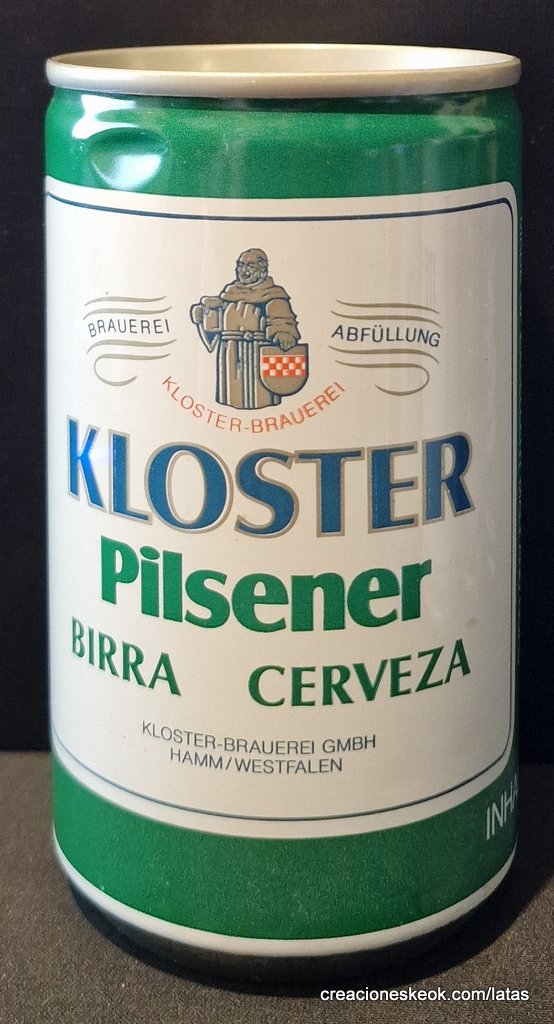 BRAUEREI
ABFÜLLUNG
KLOSTER-BRAUEREI
KLOSTER
Pilsener
BIRRA CERVEZA
KLOSTER-BRAUEREI GMBH
HAMM/WESTFALEN
creacioneskeok.com/latas